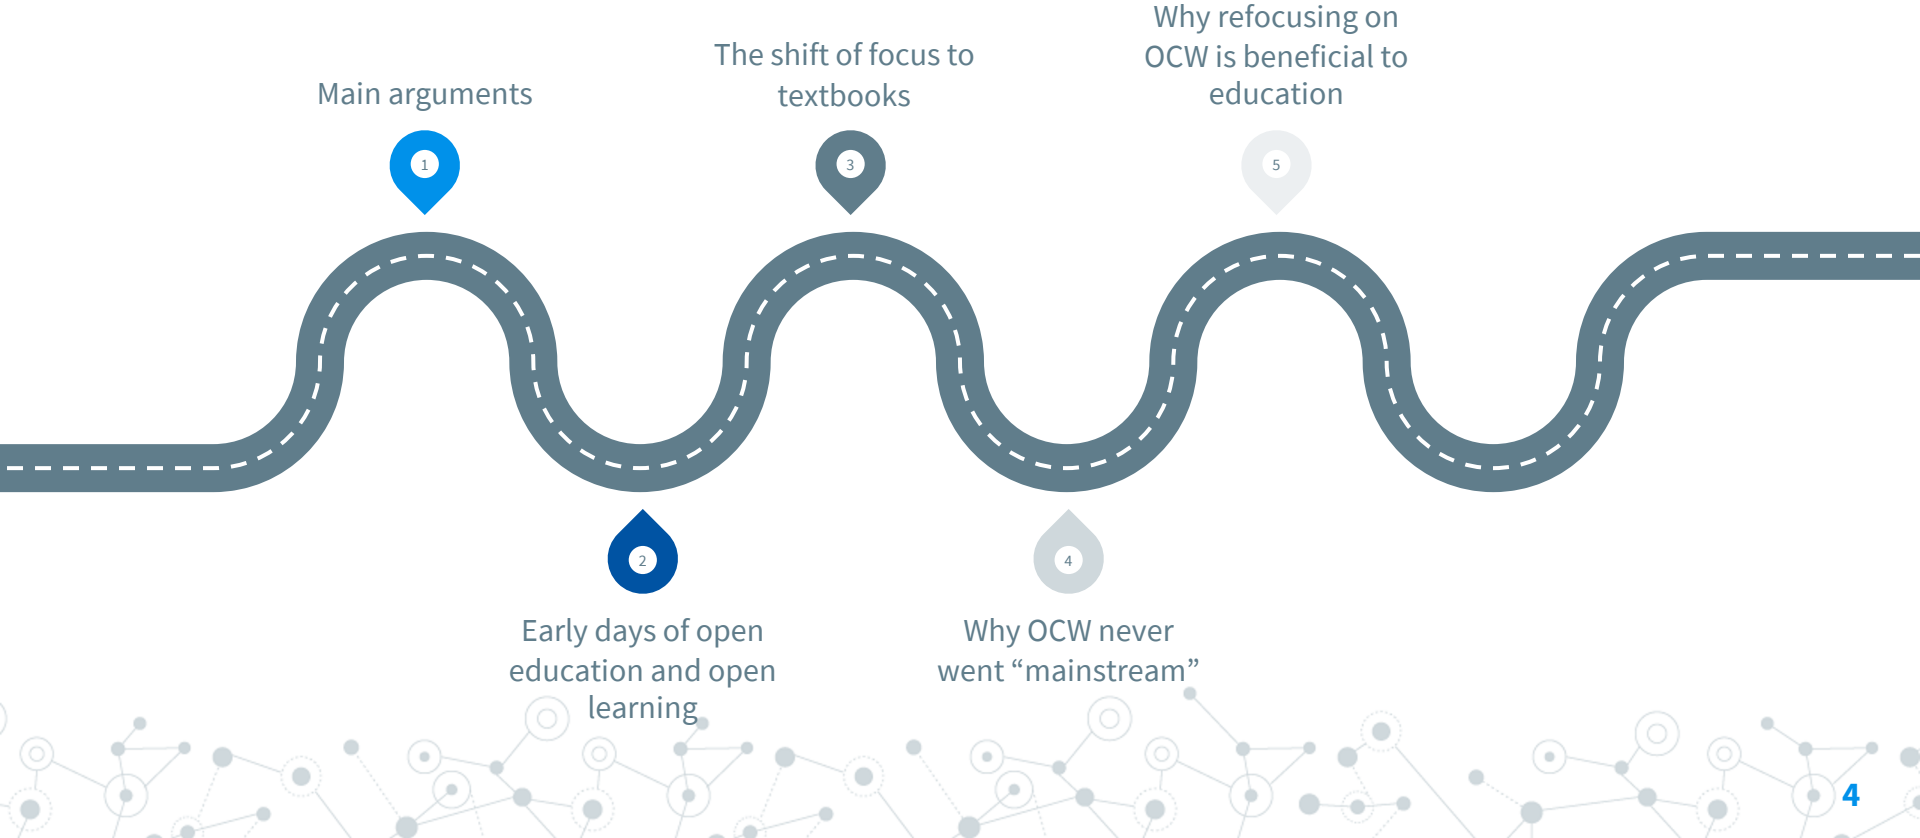 Main arguments
1
Early days of open
education and open
learning
2
The shift of focus to
textbooks
3
Why OCW never
went “mainstream”
4
Why refocusing on
OCW is beneficial to
education
5
4